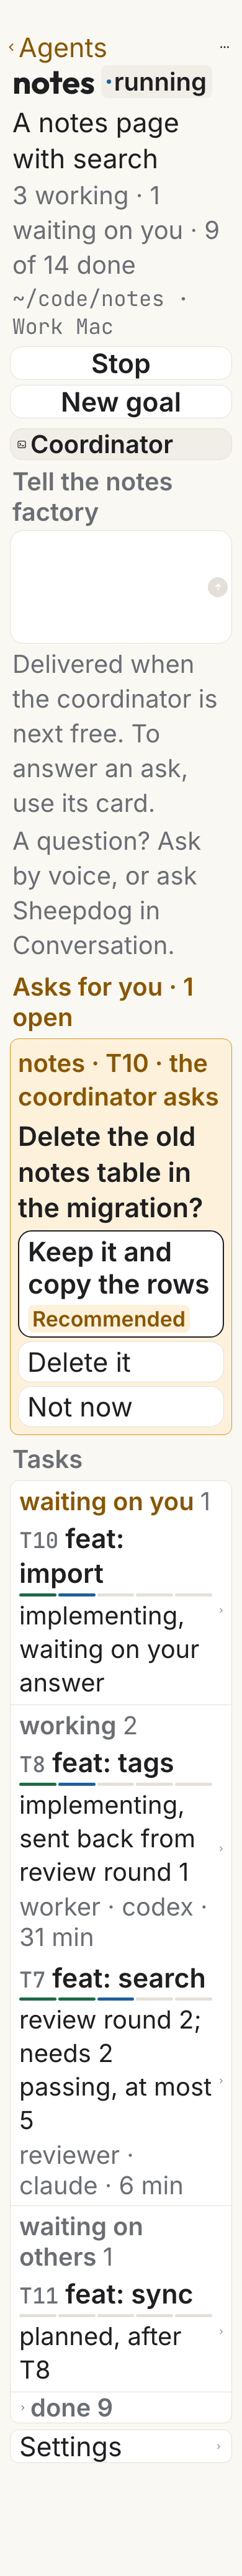 Agents
notes running
A notes page
with search
3 working · 1
waiting on you · 9
of 14 done
~/code/notes ·
Work Mac
Stop
New goal
Coordinator
Tell the notes
factory
Delivered when
the coordinator is
next free. To
answer an ask,
use its card.
A question? Ask
by voice, or ask
Sheepdog in
Conversation.
Asks for you · 1
open
notes · T10 · the
coordinator asks
Delete the old
notes table in
the migration?
Keep it and
copy the rows
Recommended
Delete it
Not now
Tasks
waiting on you 1
T10 feat:
import
implementing,
waiting on your
answer
working 2
T8 feat: tags
implementing,
sent back from
review round 1
worker · codex ·
31 min
T7 feat: search
review round 2;
needs 2
passing, at most
5
reviewer ·
claude · 6 min
waiting on
others 1
T11 feat: sync
planned, after
T8
done 9
Settings